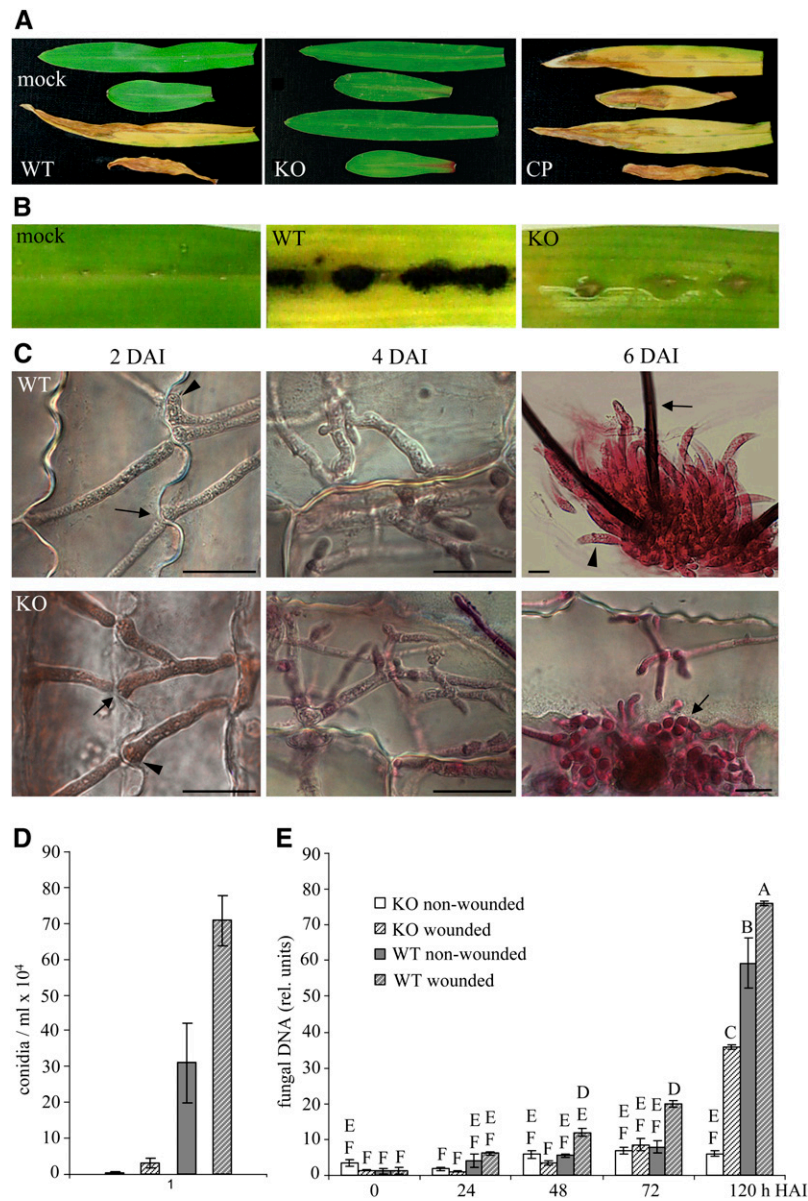 A
mock
WT
KO
CP
B
mock
WT
KO
C
2 DAI
4 DAI
6 DAI
WT
KO
D
90
80
70
60
50
40
30
20
10
0
conidia / ml x 10⁴
1
E
90
80
70
60
50
40
30
20
10
0
fungal DNA (rel. units)
KO non-wounded
KO wounded
WT non-wounded
WT wounded
E F
F
F
F
F
F
E F
E F
E F
F
E F
D E
E F
E F
E F
D
E F
C
B
A
0
24
48
72
120 h HAI